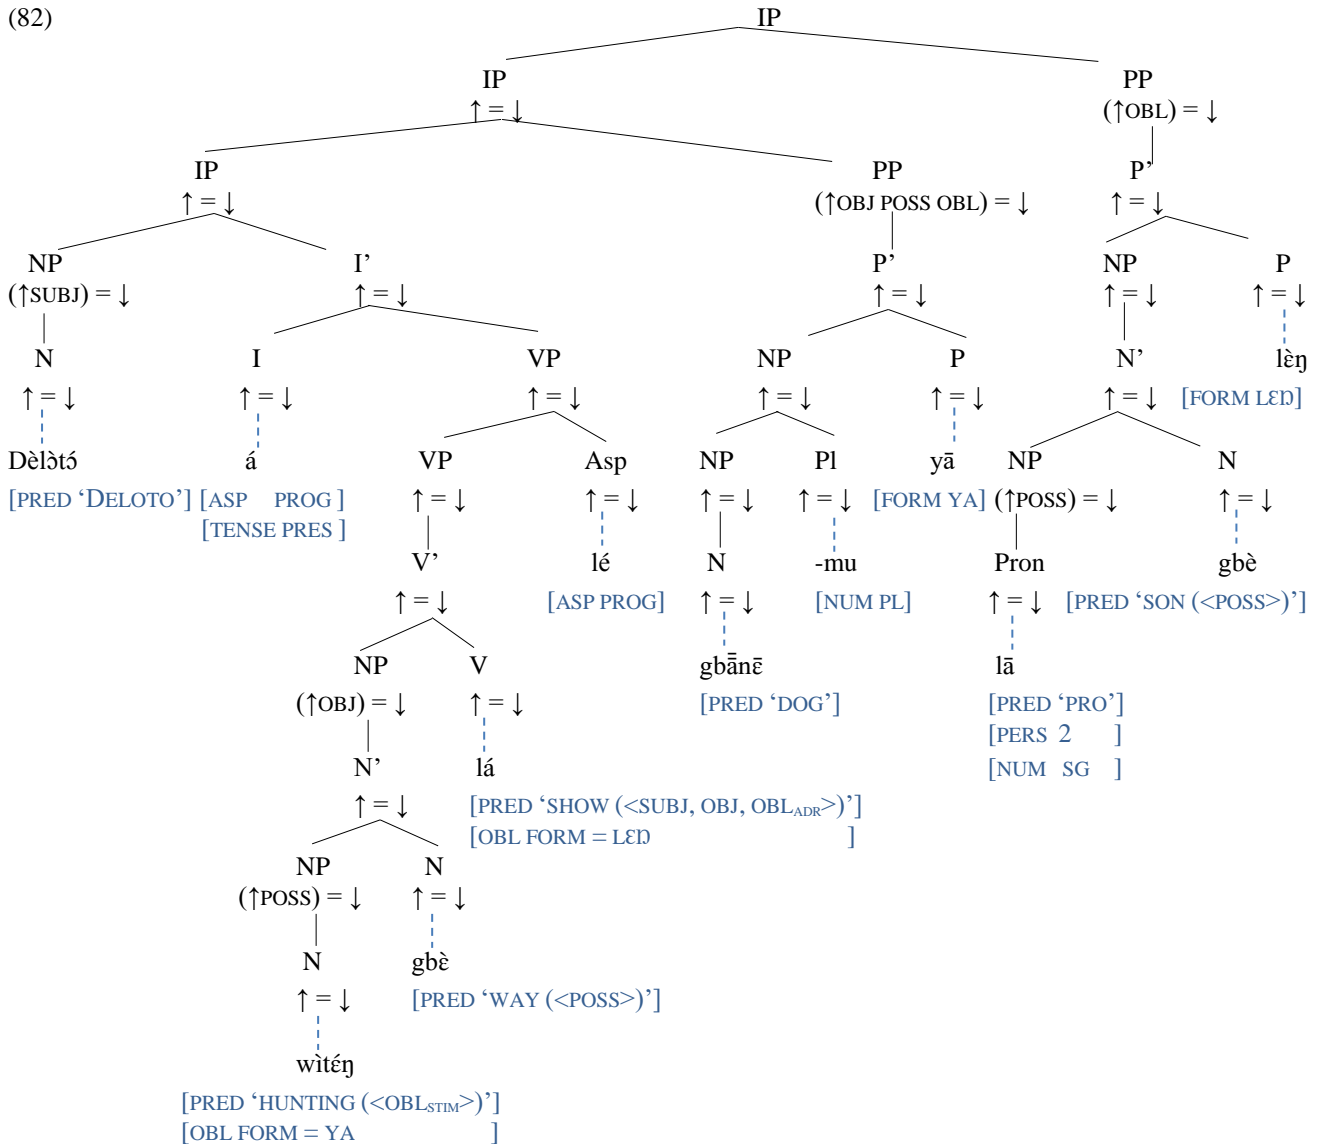 (82) IP
IP PP
↑ = ↓ (↑OBL) = ↓
IP PP P’
↑ = ↓ (↑OBJ POSS OBL) = ↓ ↑ = ↓
NP I’ P’ NP P
(↑SUBJ) = ↓ ↑ = ↓ ↑ = ↓ ↑ = ↓ ↑ = ↓
N I VP NP P N’ lɛ̀ŋ
↑ = ↓ ↑ = ↓ ↑ = ↓ ↑ = ↓ ↑ = ↓ ↑ = ↓ [FORM LƐŊ]
Dèlɔ̀tɔ́ á VP Asp NP Pl yā NP N
[PRED ‘DELOTO’] [ASP PROG ] ↑ = ↓ ↑ = ↓ ↑ = ↓ ↑ = ↓ [FORM YA] (↑POSS) = ↓ ↑ = ↓
[TENSE PRES ]
V’ lé N -mu Pron gbè
↑ = ↓ [ASP PROG] ↑ = ↓ [NUM PL] ↑ = ↓ [PRED ‘SON (<POSS>)’]
NP V gbā̄nɛ̄ lā
(↑OBJ) = ↓ ↑ = ↓ [PRED ‘DOG’] [PRED ‘PRO’]
[PERS 2 ]
N’ lá [NUM SG ]
↑ = ↓ [PRED ‘SHOW (<SUBJ, OBJ, OBL_ADR>)’]
[OBL FORM = LƐŊ ]
NP N
(↑POSS) = ↓ ↑ = ↓
N gbɛ̀
↑ = ↓ [PRED ‘WAY (<POSS>)’]
wìtɛ́ŋ
[PRED ‘HUNTING (<OBL_STIM>)’]
[OBL FORM = YA ]